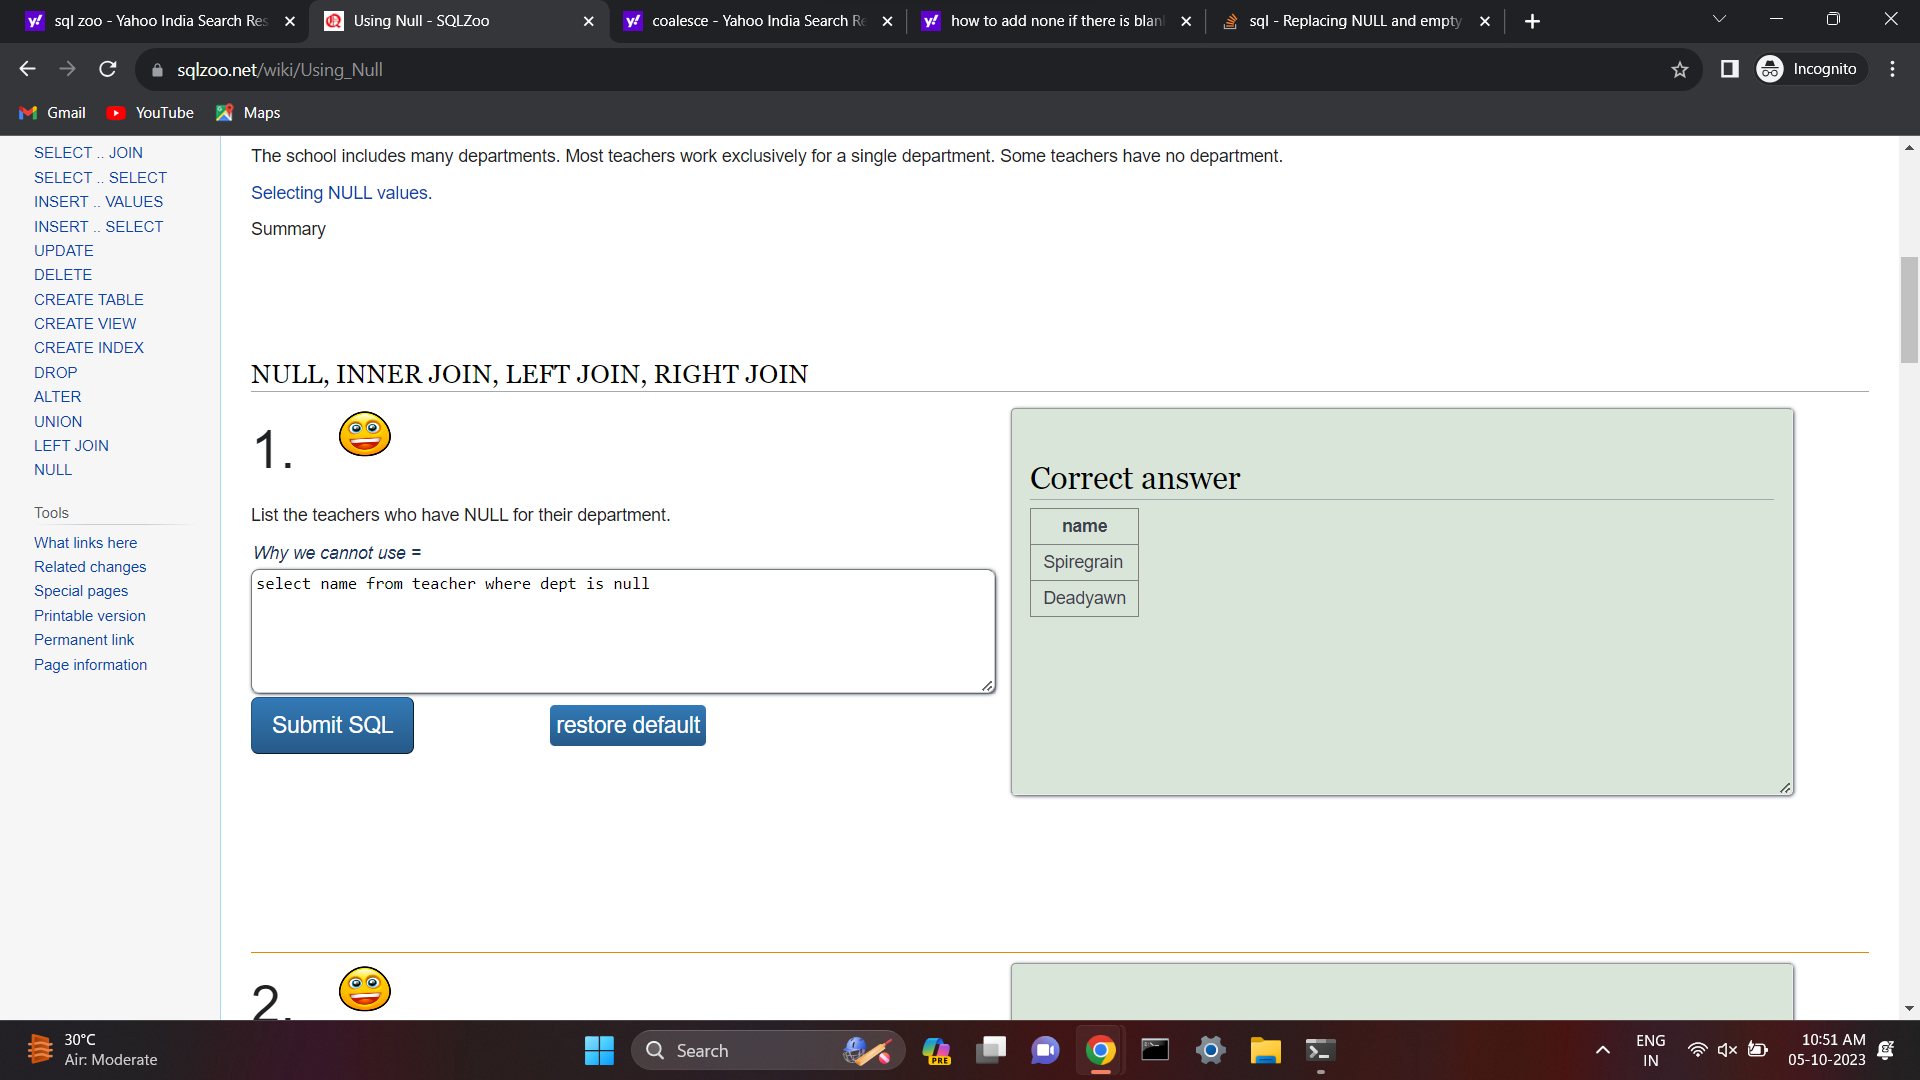 sql zoo - Yahoo India Search Res
Using Null - SQLZoo
coalesce - Yahoo India Search Re
how to add none if there is blan
sql - Replacing NULL and empty
sqlzoo.net/wiki/Using_Null
Incognito
Gmail
YouTube
Maps
SELECT .. JOIN
SELECT .. SELECT
INSERT .. VALUES
INSERT .. SELECT
UPDATE
DELETE
CREATE TABLE
CREATE VIEW
CREATE INDEX
DROP
ALTER
UNION
LEFT JOIN
NULL
Tools
What links here
Related changes
Special pages
Printable version
Permanent link
Page information
The school includes many departments. Most teachers work exclusively for a single department. Some teachers have no department.
Selecting NULL values.
Summary
NULL, INNER JOIN, LEFT JOIN, RIGHT JOIN
1.
List the teachers who have NULL for their department.
Why we cannot use =
select name from teacher where dept is null
Submit SQL
restore default
Correct answer
name
Spiregrain
Deadyawn
2.
30°C
Air: Moderate
Search
PRE
ENG
IN
10:51 AM
05-10-2023